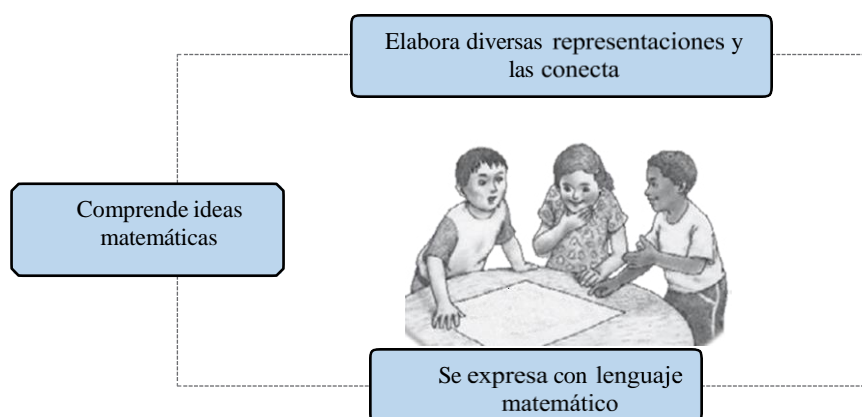 Elabora diversas representaciones y
las conecta
Comprende ideas
matemáticas
Se expresa con lenguaje
matemático